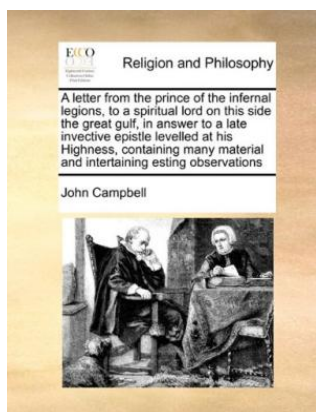 ECCO
Religion and Philosophy
A letter from the prince of the infernal
legions, to a spiritual lord on this side
the great gulf, in answer to a late
invective epistle levelled at his
Highness, containing many material
and intertaining esting observations
John Campbell